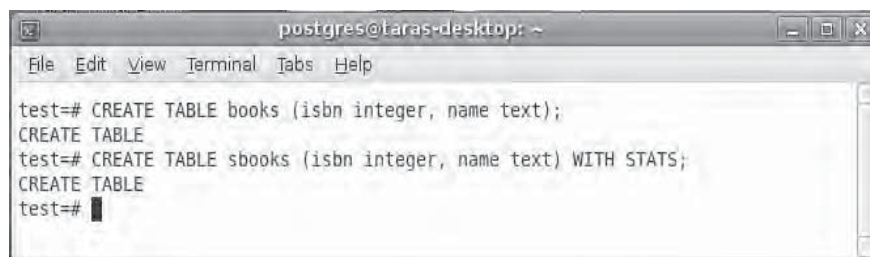 postgres@taras-desktop: ~
File Edit View Terminal Tabs Help
test=# CREATE TABLE books (isbn integer, name text);
CREATE TABLE
test=# CREATE TABLE sbooks (isbn integer, name text) WITH STATS;
CREATE TABLE
test=#